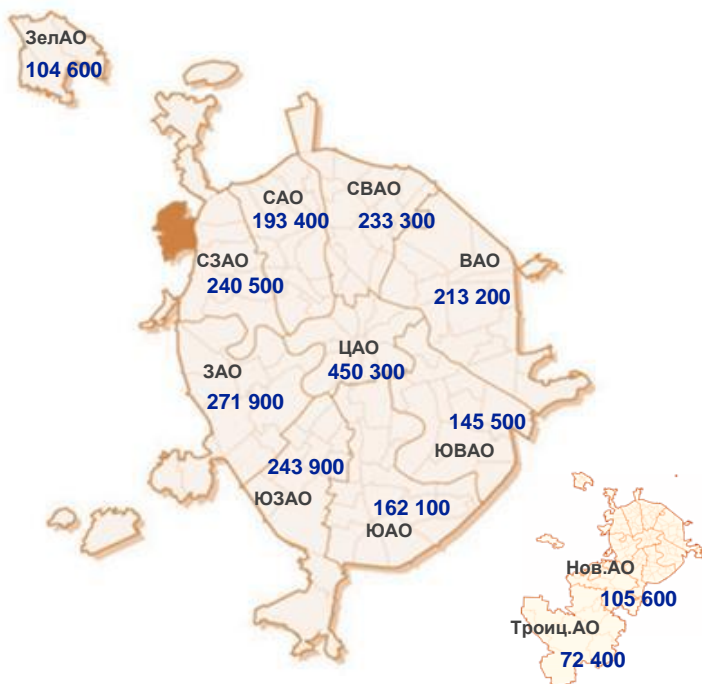 ЗелАО
104 600
САО
193 400
СВАО
233 300
СЗАО
240 500
ВАО
213 200
ЦАО
450 300
ЗАО
271 900
145 500
ЮВАО
243 900
ЮЗАО
162 100
ЮАО
Нов.АО
105 600
Троиц.АО
72 400